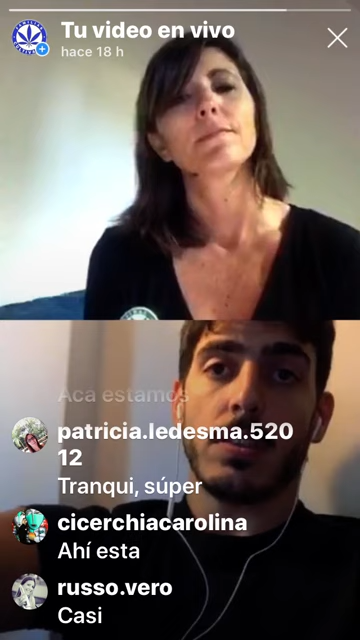 Tu video en vivo
hace 18 h
Aca estamos
patricia.ledesma.520
12
Tranqui, súper
cicerchiacarolina
Ahí esta
russo.vero
Casi